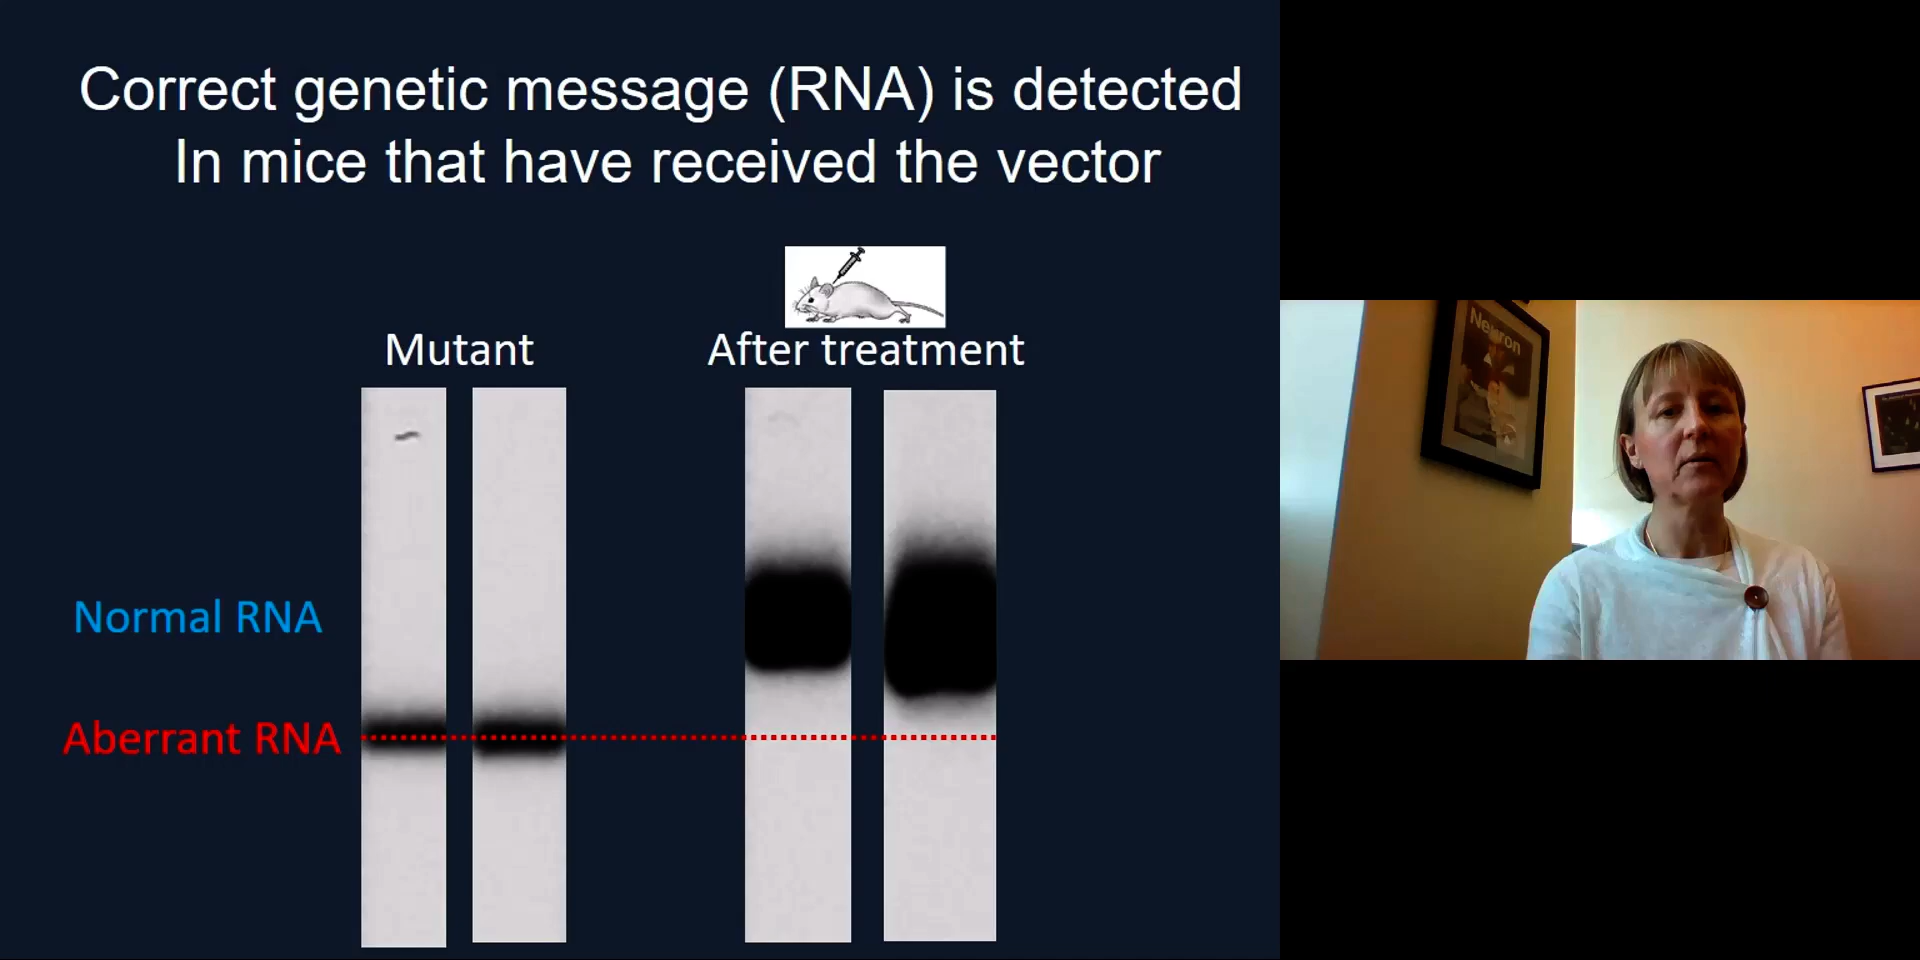 Correct genetic message (RNA) is detected
In mice that have received the vector
Mutant
After treatment
Normal RNA
Aberrant RNA
Neuron